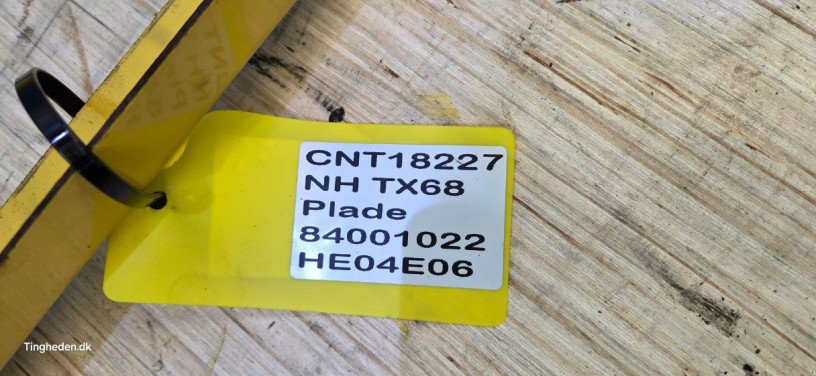 CNT18227
NH TX68
Plade
84001022
HE04E06
Tingheden.dk